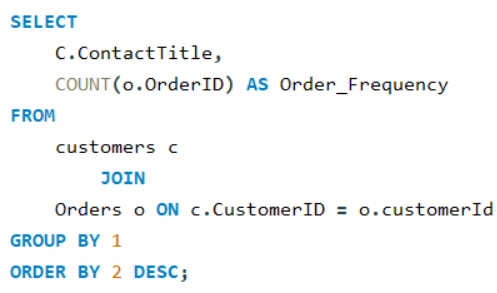 SELECT
C.ContactTitle,
COUNT(o.OrderID) AS Order_Frequency
FROM
customers c
JOIN
Orders o ON c.CustomerID = o.customerId
GROUP BY 1
ORDER BY 2 DESC;